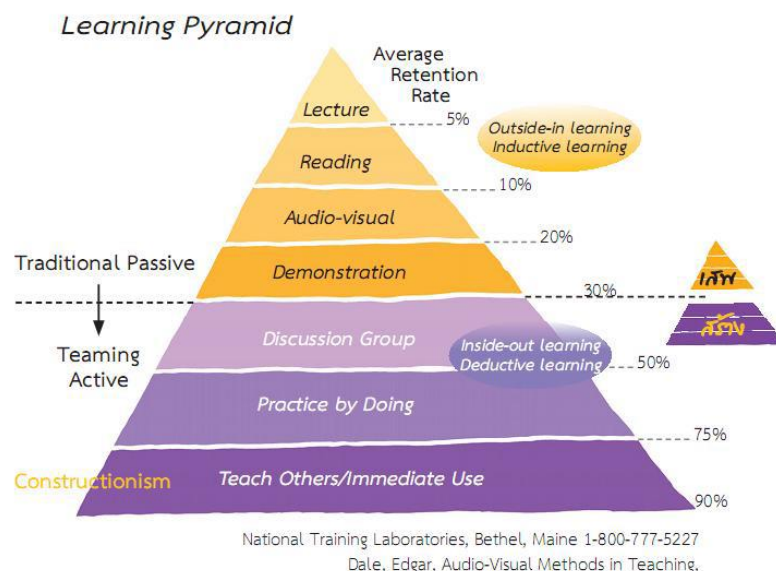 Learning Pyramid
Average
Retention
Rate
Lecture
5%
Outside-in learning
Inductive learning
Reading
10%
Audio-visual
20%
Traditional Passive
Demonstration
30%
เสพ
สร้าง
Discussion Group
Inside-out learning
Deductive learning
50%
Teaming
Active
Practice by Doing
75%
Constructionism
Teach Others/Immediate Use
90%
National Training Laboratories, Bethel, Maine 1-800-777-5227
Dale, Edgar, Audio-Visual Methods in Teaching,